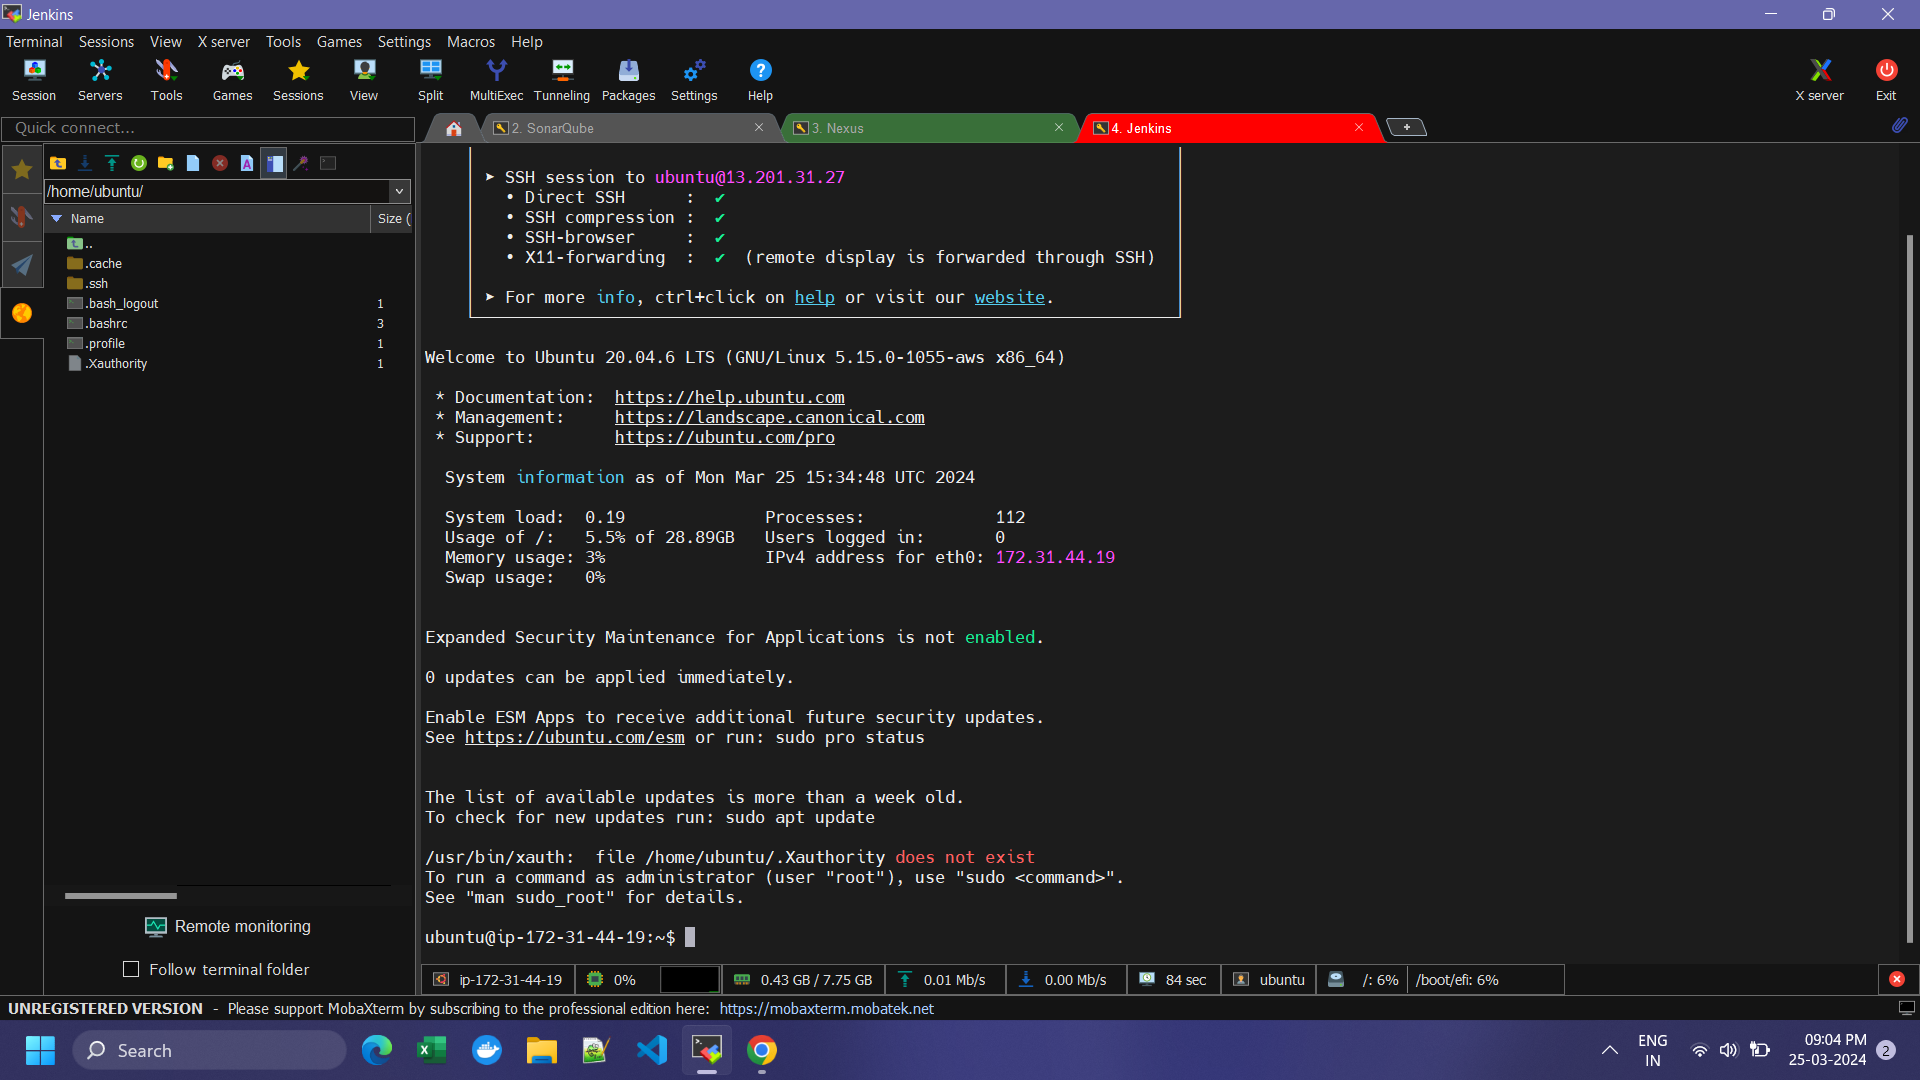 Jenkins
Terminal Sessions View X server Tools Games Settings Macros Help
Session Servers Tools Games Sessions View Split MultiExec Tunneling Packages Settings Help X server Exit
Quick connect...
2. SonarQube
3. Nexus
4. Jenkins
/home/ubuntu/
Name Size (
..
.cache
.ssh
.bash_logout 1
.bashrc 3
.profile 1
.Xauthority 1
Remote monitoring
Follow terminal folder
➤ SSH session to ubuntu@13.201.31.27
• Direct SSH : ✔
• SSH compression : ✔
• SSH-browser : ✔
• X11-forwarding : ✔ (remote display is forwarded through SSH)
➤ For more info, ctrl+click on help or visit our website.
Welcome to Ubuntu 20.04.6 LTS (GNU/Linux 5.15.0-1055-aws x86_64)
* Documentation: https://help.ubuntu.com
* Management: https://landscape.canonical.com
* Support: https://ubuntu.com/pro
System information as of Mon Mar 25 15:34:48 UTC 2024
System load: 0.19 Processes: 112
Usage of /: 5.5% of 28.89GB Users logged in: 0
Memory usage: 3% IPv4 address for eth0: 172.31.44.19
Swap usage: 0%
Expanded Security Maintenance for Applications is not enabled.
0 updates can be applied immediately.
Enable ESM Apps to receive additional future security updates.
See https://ubuntu.com/esm or run: sudo pro status
The list of available updates is more than a week old.
To check for new updates run: sudo apt update
/usr/bin/xauth: file /home/ubuntu/.Xauthority does not exist
To run a command as administrator (user "root"), use "sudo <command>".
See "man sudo_root" for details.
ubuntu@ip-172-31-44-19:~$
ip-172-31-44-19 0% 0.43 GB / 7.75 GB 0.01 Mb/s 0.00 Mb/s 84 sec ubuntu /: 6% /boot/efi: 6%
UNREGISTERED VERSION - Please support MobaXterm by subscribing to the professional edition here: https://mobaxterm.mobatek.net
Search
ENG
IN
09:04 PM
25-03-2024
2